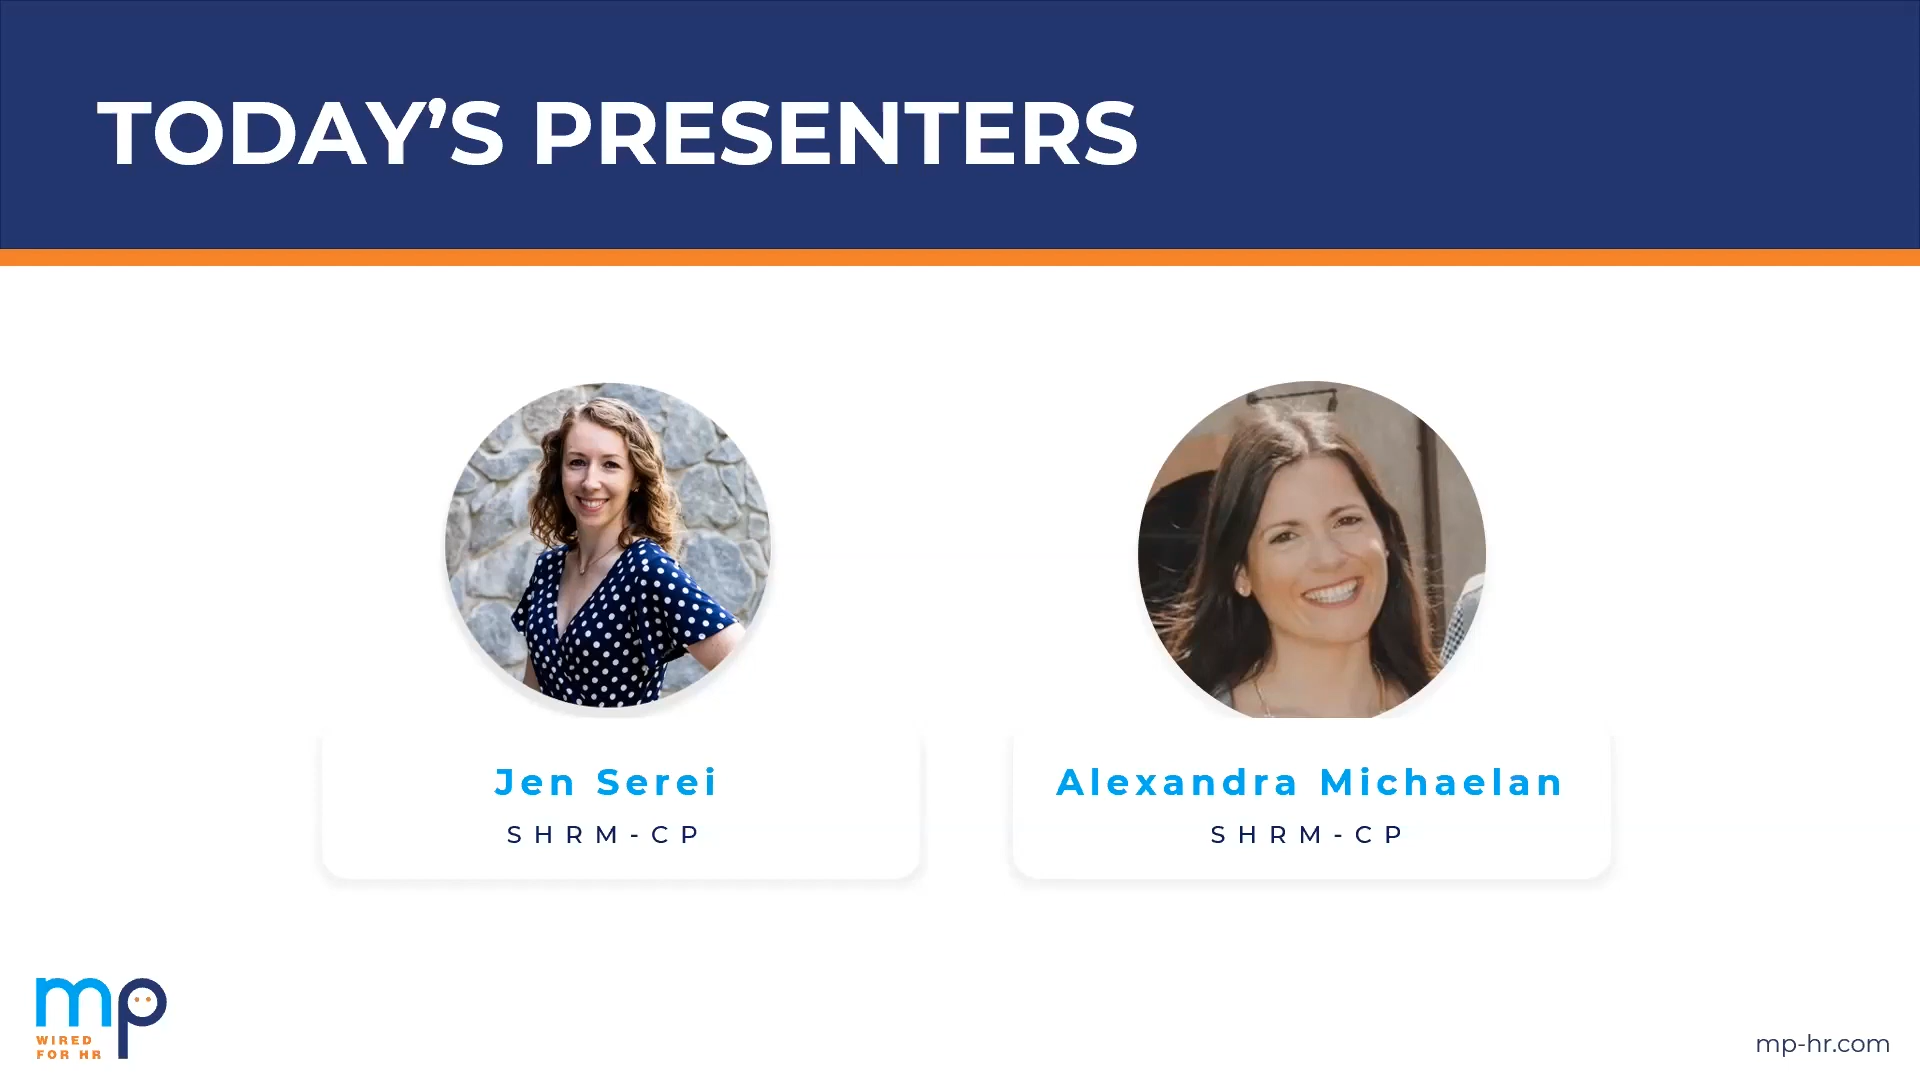 TODAY’S PRESENTERS
Jen Serei
SHRM-CP
Alexandra Michaelan
SHRM-CP
mp
WIRED
FOR HR
mp-hr.com